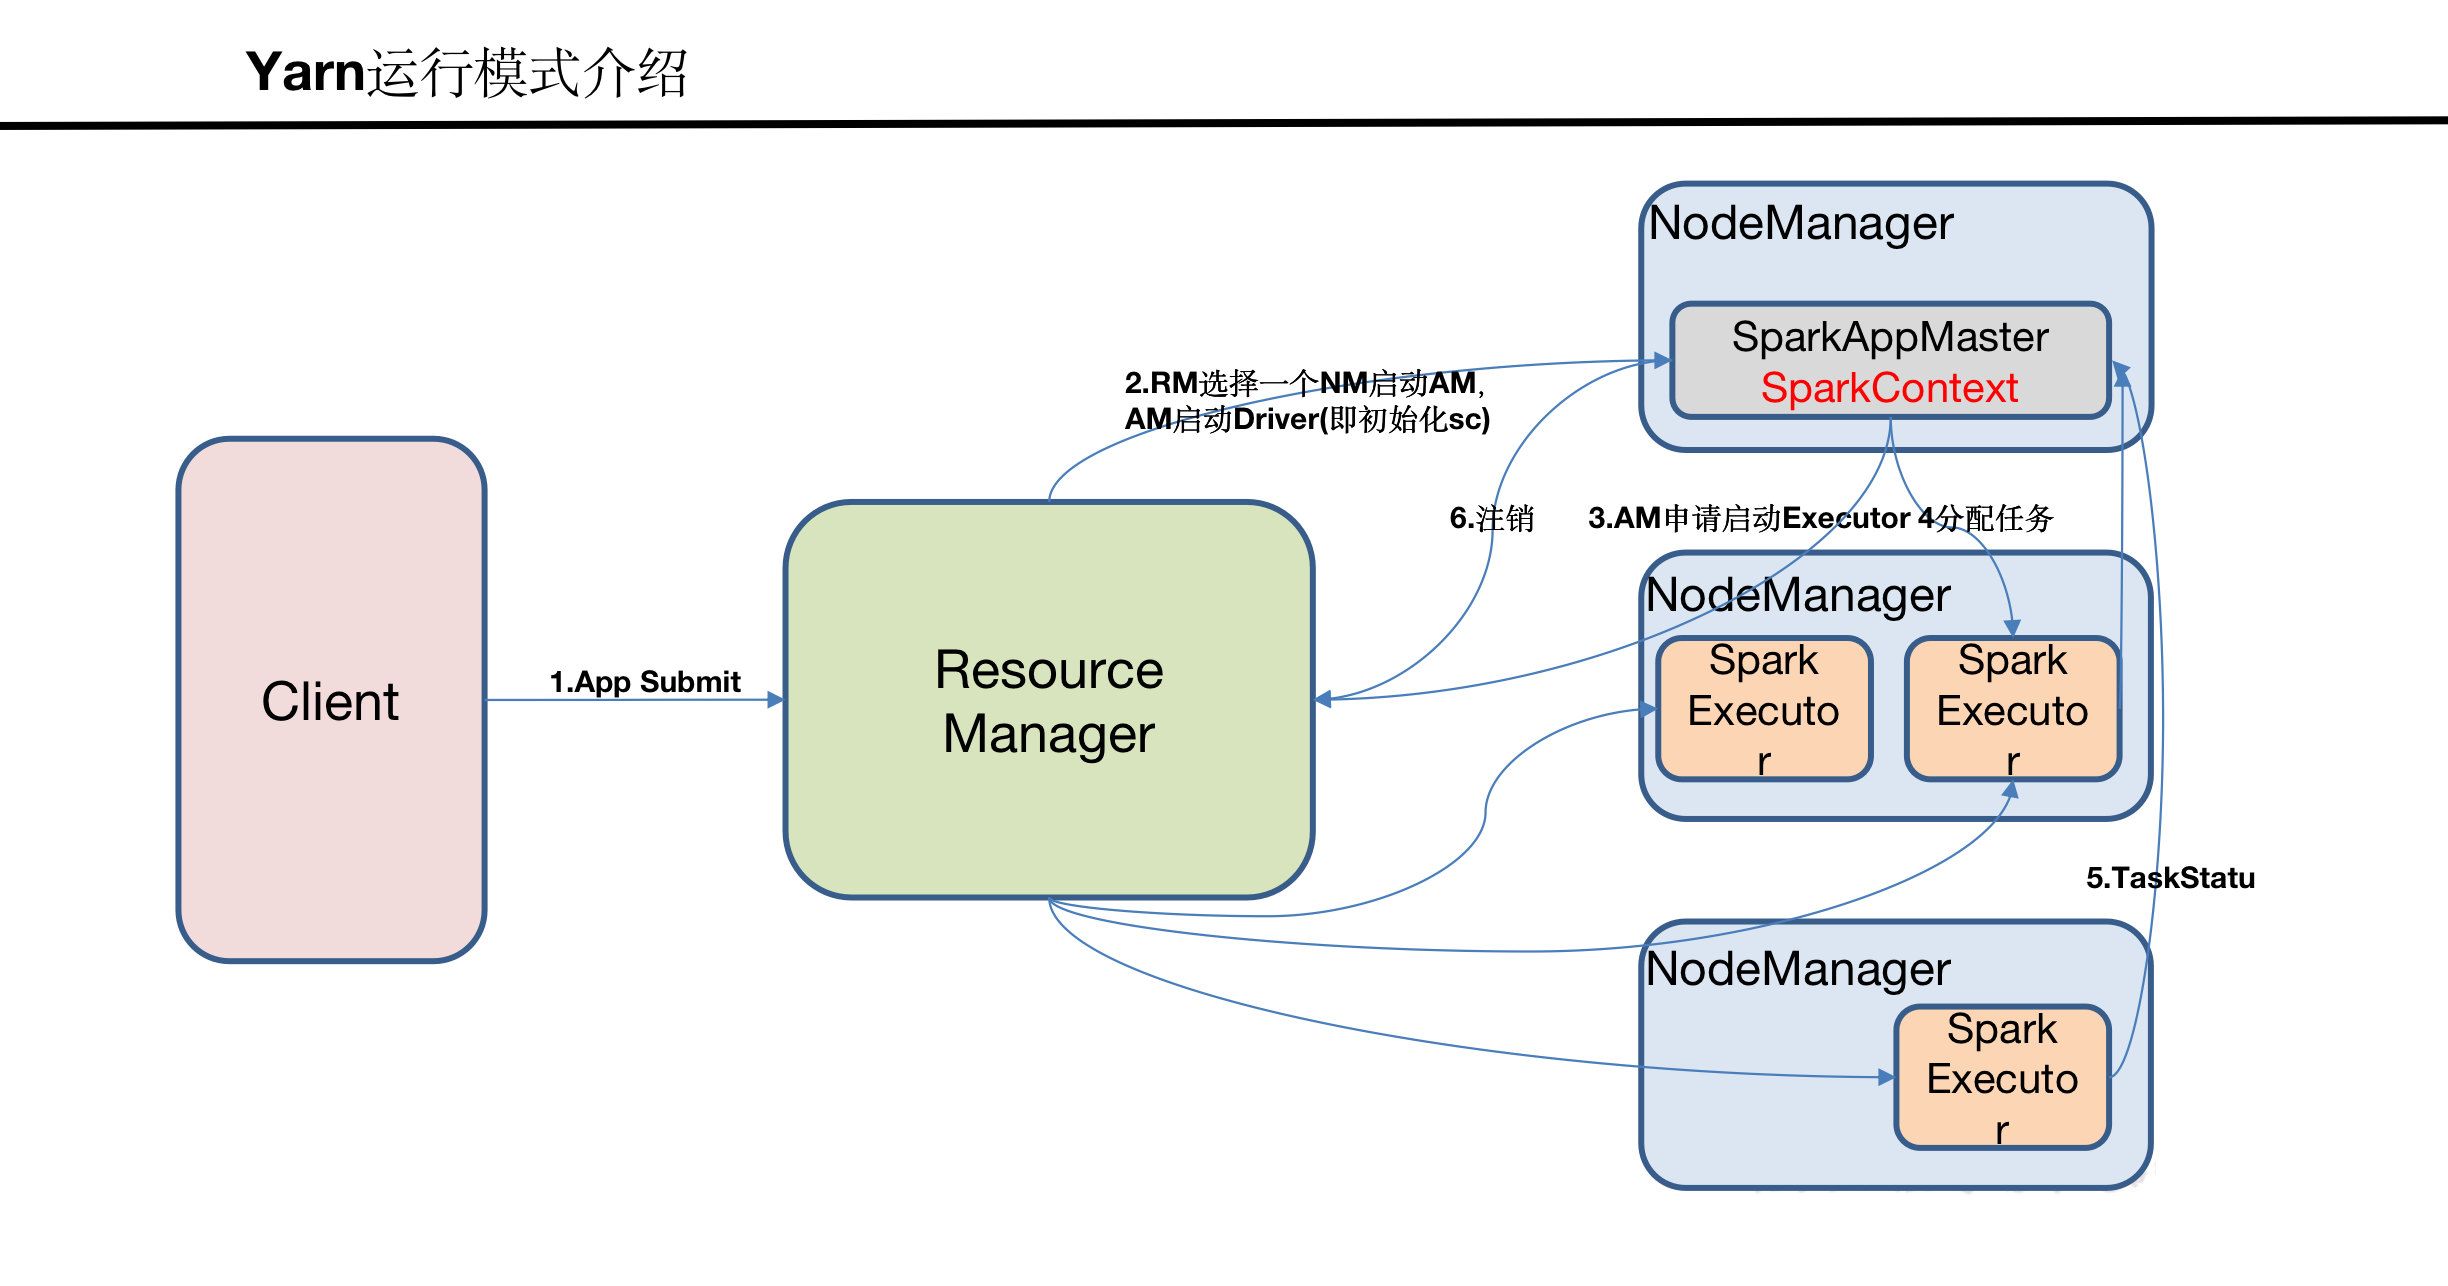 Yarn运行模式介绍
NodeManager
SparkAppMaster
SparkContext
2.RM选择一个NM启动AM,
AM启动Driver(即初始化sc)
6.注销
3.AM申请启动Executor 4分配任务
Client
1.App Submit
Resource
Manager
NodeManager
Spark
Executo
r
Spark
Executo
r
5.TaskStatu
NodeManager
Spark
Executo
r